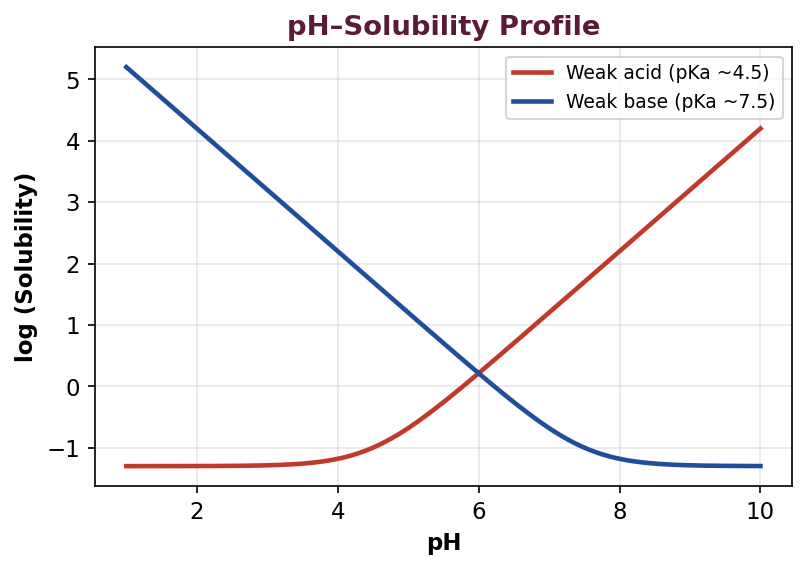 pH–Solubility Profile
Weak acid (pKa ~4.5)
Weak base (pKa ~7.5)
log (Solubility)
5
4
3
2
1
0
−1
2 4 6 8 10
pH